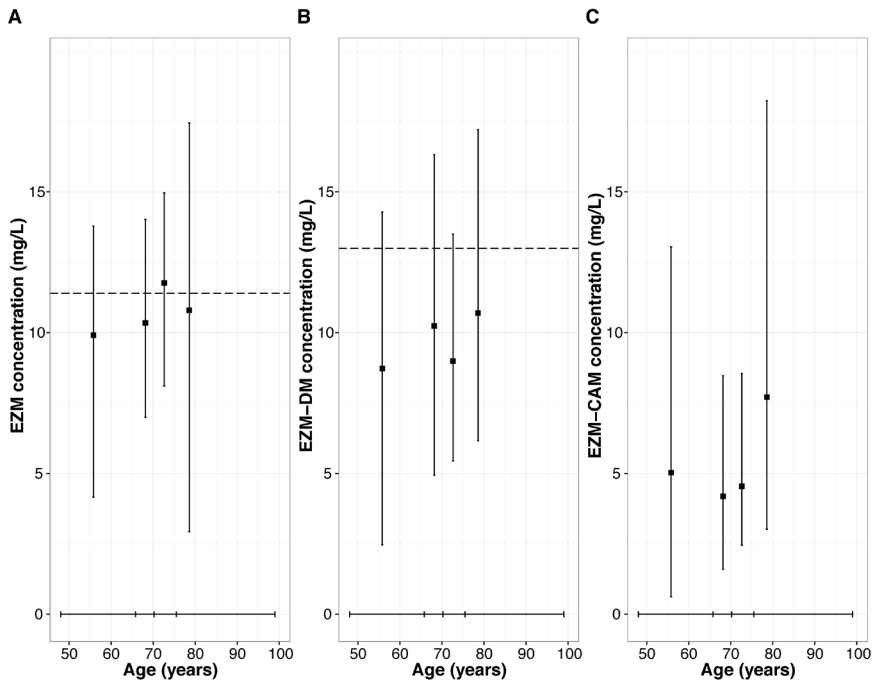 A
EZM concentration (mg/L)
15
10
5
0
50 60 70 80 90 100
Age (years)
B
EZM−DM concentration (mg/L)
15
10
5
0
50 60 70 80 90 100
Age (years)
C
EZM−CAM concentration (mg/L)
15
10
5
0
50 60 70 80 90 100
Age (years)